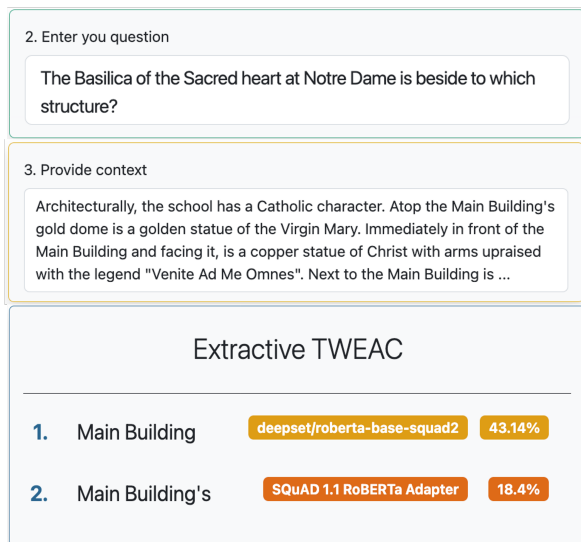 2. Enter you question
The Basilica of the Sacred heart at Notre Dame is beside to which
structure?
3. Provide context
Architecturally, the school has a Catholic character. Atop the Main Building's
gold dome is a golden statue of the Virgin Mary. Immediately in front of the
Main Building and facing it, is a copper statue of Christ with arms upraised
with the legend "Venite Ad Me Omnes". Next to the Main Building is ...
Extractive TWEAC
1. Main Building deepset/roberta-base-squad2 43.14%
2. Main Building's SQuAD 1.1 RoBERTa Adapter 18.4%